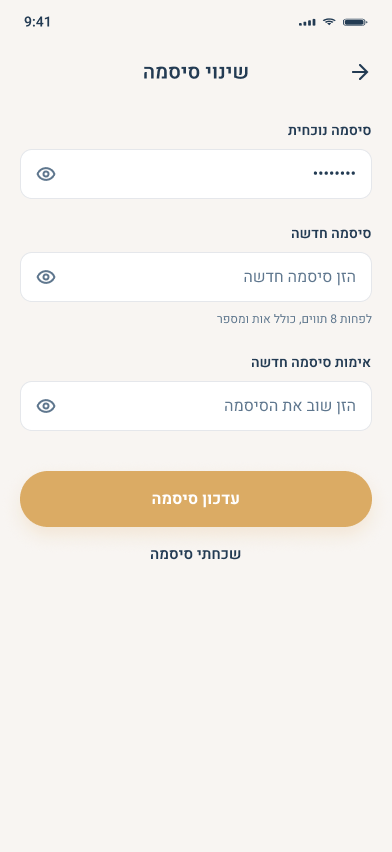 9:41
שינוי סיסמה
סיסמה נוכחית
••••••••
סיסמה חדשה
הזן סיסמה חדשה
לפחות 8 תווים, כולל אות ומספר
אימות סיסמה חדשה
הזן שוב את הסיסמה
עדכון סיסמה
שכחתי סיסמה